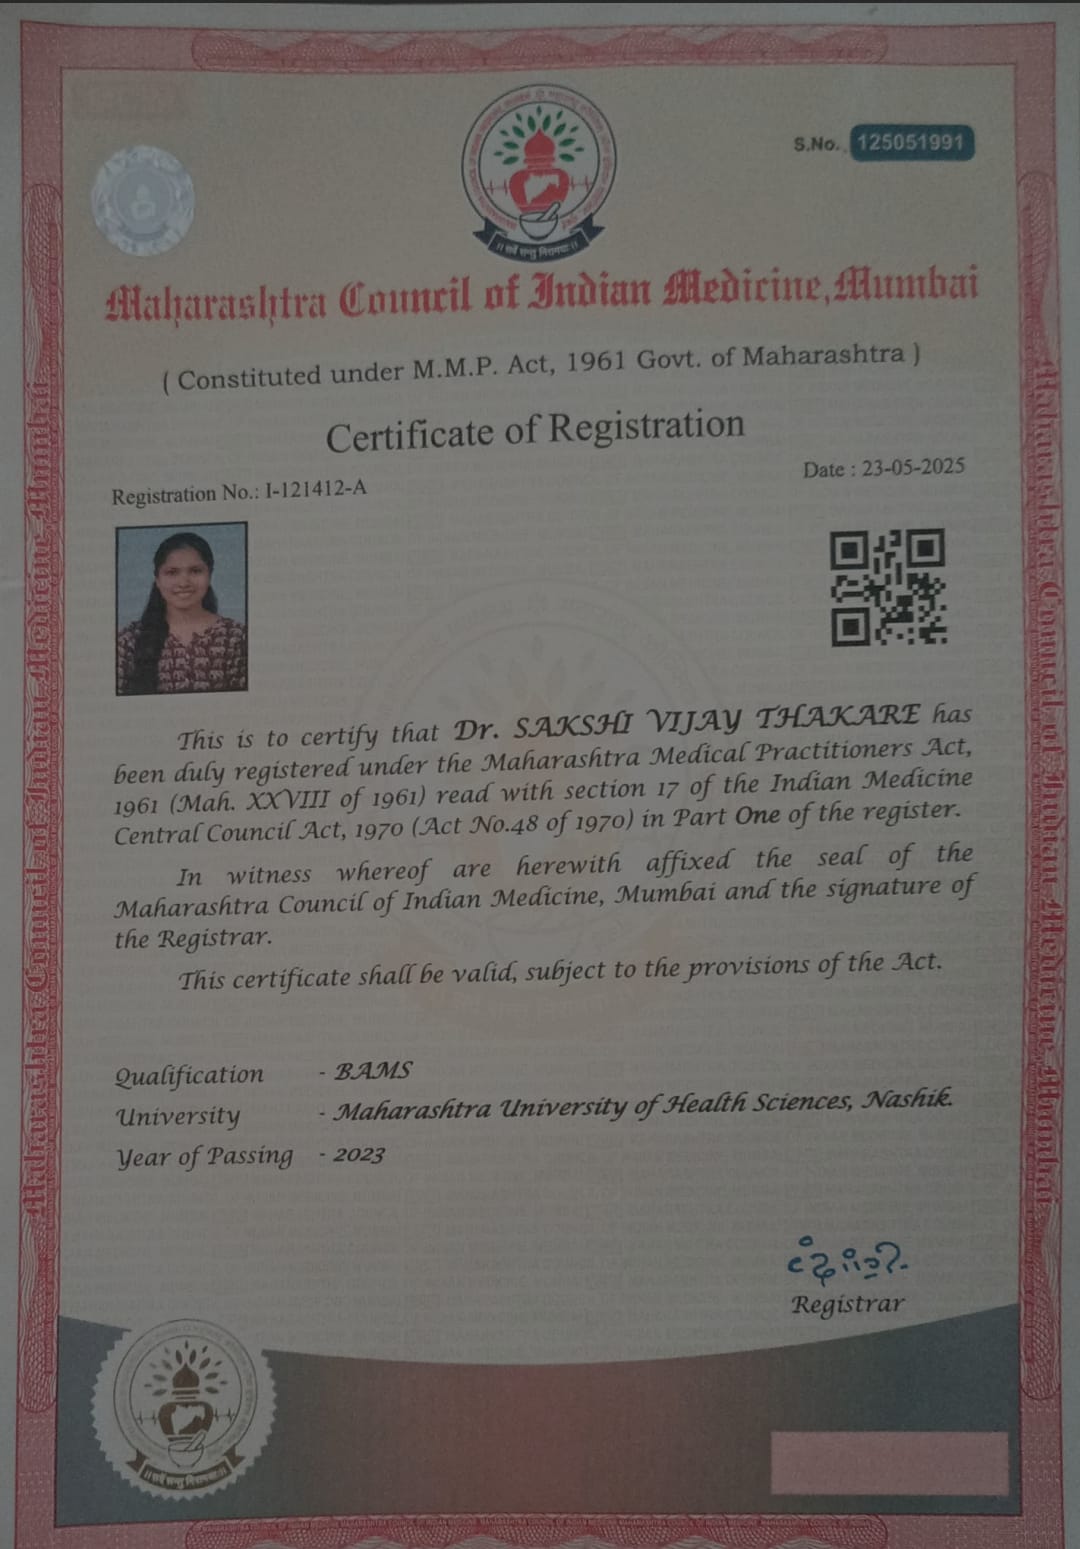 S.No. 125051991
॥ सर्वे सन्तु निरामयाः ॥
Maharashtra Council of Indian Medicine, Mumbai
( Constituted under M.M.P. Act, 1961 Govt. of Maharashtra )
Certificate of Registration
Date : 23-05-2025
Registration No.: I-121412-A
This is to certify that Dr. SAKSHI VIJAY THAKARE has
been duly registered under the Maharashtra Medical Practitioners Act,
1961 (Mah. XXVIII of 1961) read with section 17 of the Indian Medicine
Central Council Act, 1970 (Act No.48 of 1970) in Part One of the register.
In witness whereof are herewith affixed the seal of the
Maharashtra Council of Indian Medicine, Mumbai and the signature of
the Registrar.
This certificate shall be valid, subject to the provisions of the Act.
Qualification - BAMS
University - Maharashtra University of Health Sciences, Nashik.
Year of Passing - 2023
Registrar
॥ सर्वे सन्तु निरामयाः ॥
Maharashtra Council of Indian Medicine Mumbai
Maharashtra Council of Indian Medicine Mumbai